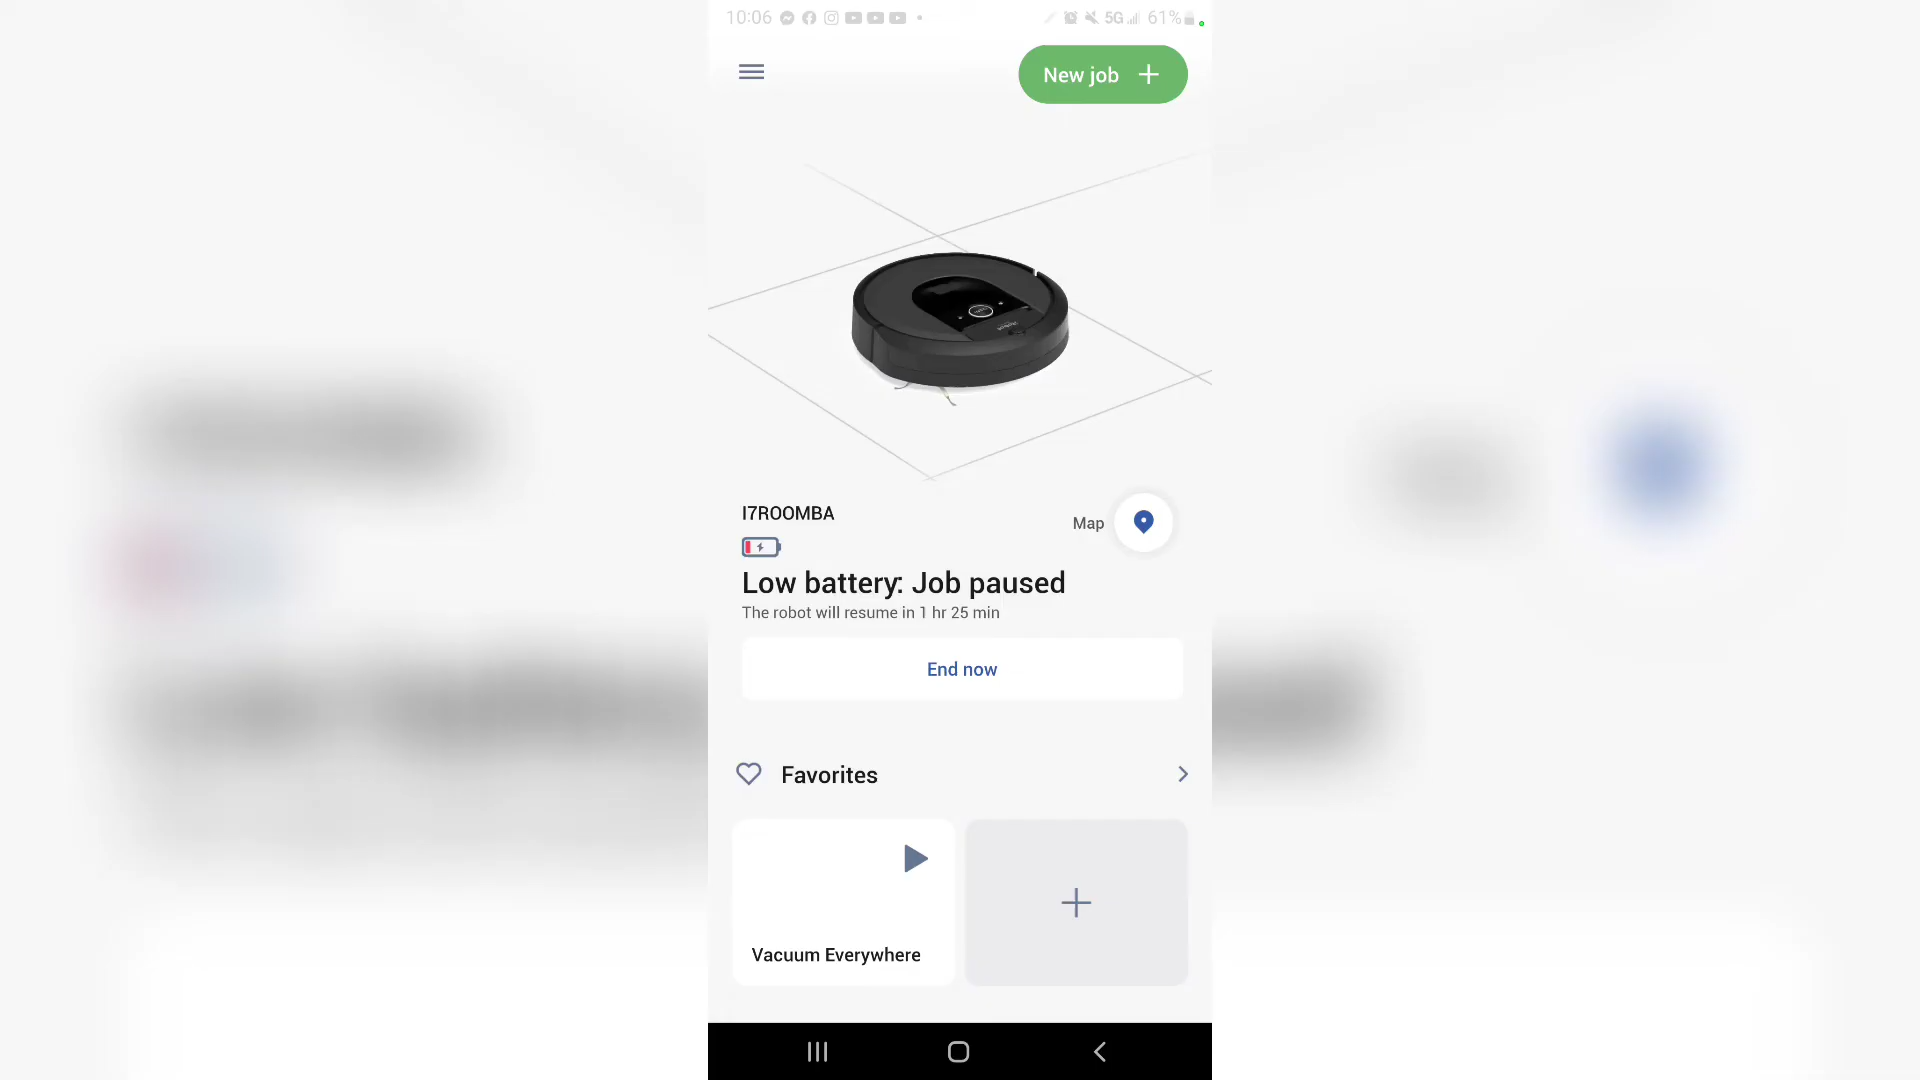 10:06 5G 61%
New job
I7ROOMBA
Map
Low battery: Job paused
The robot will resume in 1 hr 25 min
End now
Favorites
Vacuum Everywhere